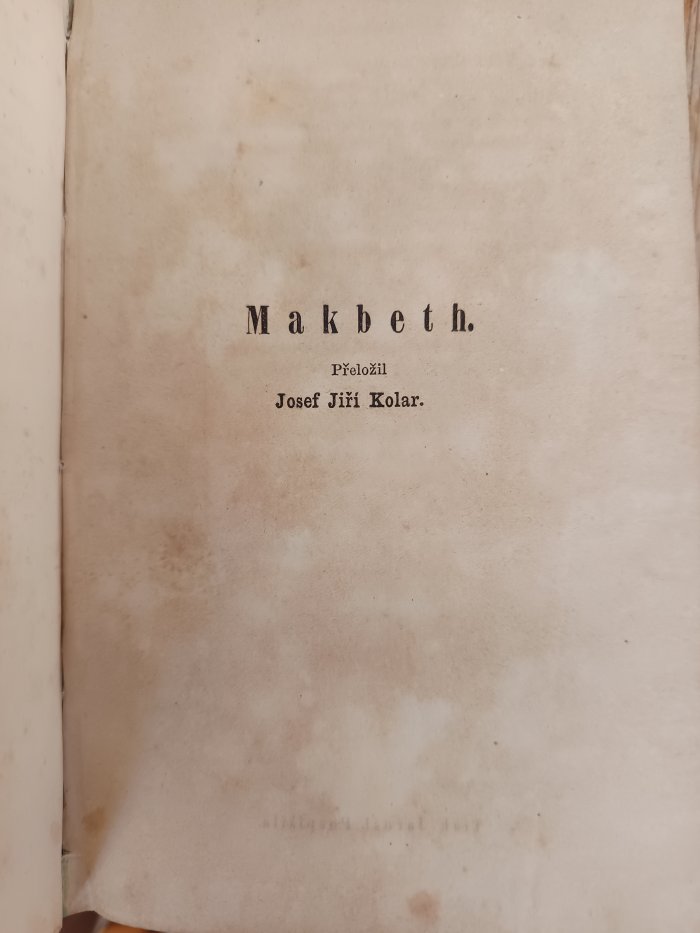 Makbeth.
Přeložil
Josef Jiří Kolar.